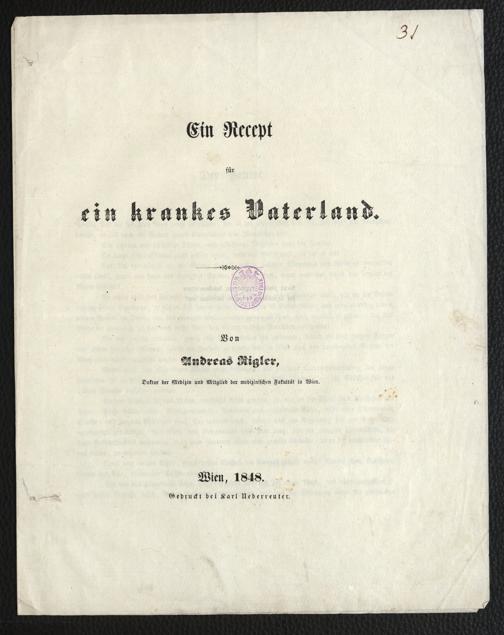 31
Ein Recept
für
ein krankes Vaterland.
Von
Andreas Rigler,
Doktor der Medizin und Mitglied der medizinischen Fakultät in Wien.
Wien, 1848.
Gedruckt bei Karl Ueberreuter.